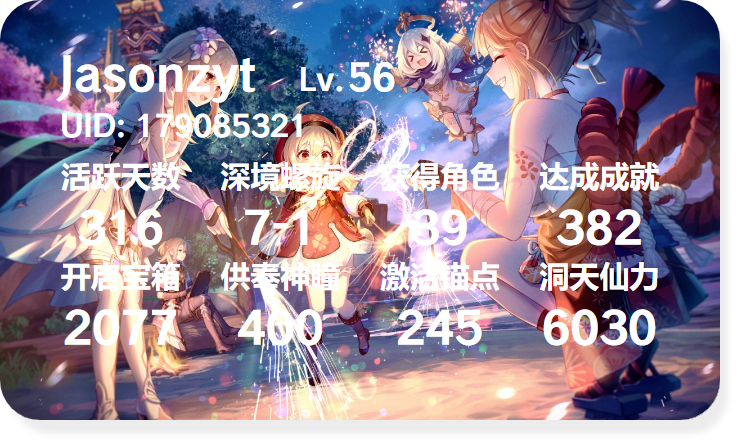 Jasonzyt Lv.56
UID: 179085321
活跃天数 深境螺旋 获得角色 达成成就
316 7-1 39 382
开启宝箱 供奉神瞳 激活锚点 洞天仙力
2077 400 245 6030